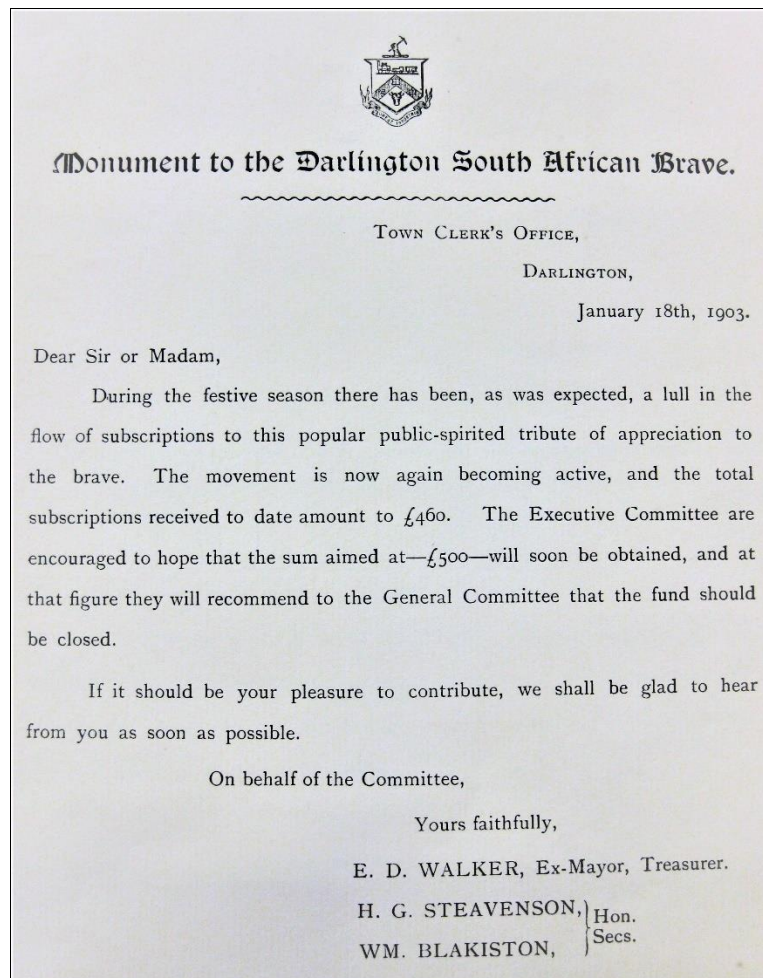 Monument to the Darlington South African Brave.
Town Clerk's Office,
Darlington,
January 18th, 1903.
Dear Sir or Madam,
During the festive season there has been, as was expected, a lull in the
flow of subscriptions to this popular public-spirited tribute of appreciation to
the brave. The movement is now again becoming active, and the total
subscriptions received to date amount to £460. The Executive Committee are
encouraged to hope that the sum aimed at—£500—will soon be obtained, and at
that figure they will recommend to the General Committee that the fund should
be closed.
If it should be your pleasure to contribute, we shall be glad to hear
from you as soon as possible.
On behalf of the Committee,
Yours faithfully,
E. D. WALKER, Ex-Mayor, Treasurer.
H. G. STEAVENSON, Hon.
WM. BLAKISTON, Secs.